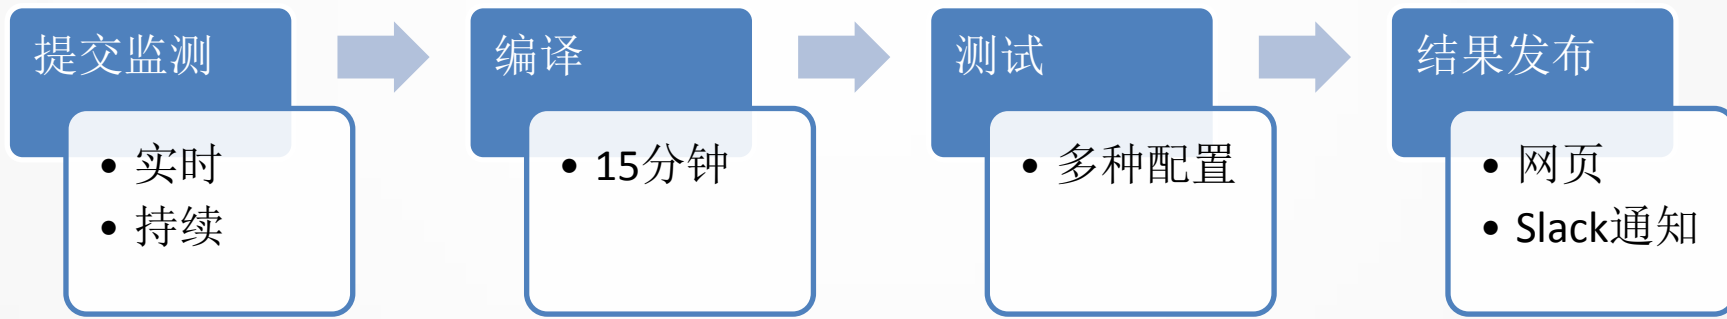 提交监测
• 实时
• 持续
编译
• 15分钟
测试
• 多种配置
结果发布
• 网页
• Slack通知